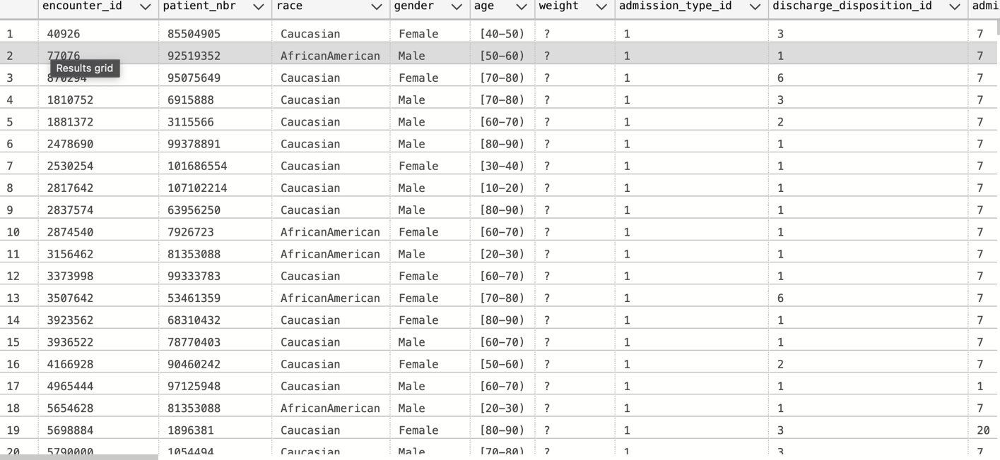 encounter_id patient_nbr race gender age weight admission_type_id discharge_disposition_id admi
1 40926 85504905 Caucasian Female [40-50) ? 1 3 7
2 77076 92519352 AfricanAmerican Male [50-60) ? 1 1 7
Results grid
3 870294 95075649 Caucasian Female [70-80) ? 1 6 7
4 1810752 6915888 Caucasian Male [70-80) ? 1 3 7
5 1881372 3115566 Caucasian Male [60-70) ? 1 2 7
6 2478690 99378891 Caucasian Male [80-90) ? 1 1 7
7 2530254 101686554 Caucasian Female [30-40) ? 1 1 7
8 2817642 107102214 Caucasian Male [10-20) ? 1 1 7
9 2837574 63956250 Caucasian Male [80-90) ? 1 1 7
10 2874540 7926723 AfricanAmerican Female [60-70) ? 1 1 7
11 3156462 81353088 AfricanAmerican Male [20-30) ? 1 1 7
12 3373998 99333783 Caucasian Female [60-70) ? 1 1 7
13 3507642 53461359 AfricanAmerican Female [70-80) ? 1 6 7
14 3923562 68310432 Caucasian Female [80-90) ? 1 1 7
15 3936522 78770403 Caucasian Male [60-70) ? 1 1 7
16 4166928 90460242 Caucasian Female [50-60) ? 1 2 7
17 4965444 97125948 Caucasian Male [60-70) ? 1 1 1
18 5654628 81353088 AfricanAmerican Male [20-30) ? 1 1 7
19 5698884 1896381 Caucasian Female [80-90) ? 1 3 20
20 5790000 1054494 Caucasian Male [70-80) ? 1 3 7